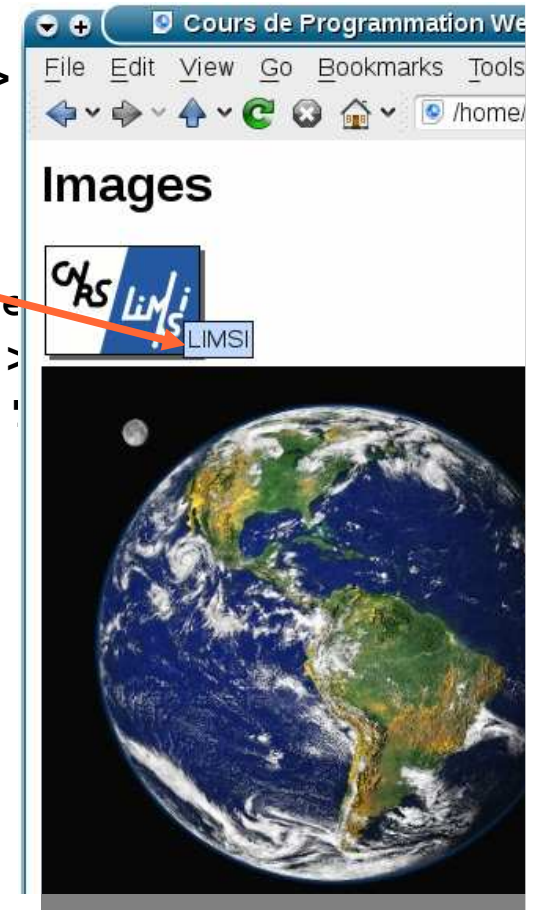 Cours de Programmation We
>
File Edit View Go Bookmarks Tools
/home/
Images
CNRS LIMSI
e
LIMSI
>